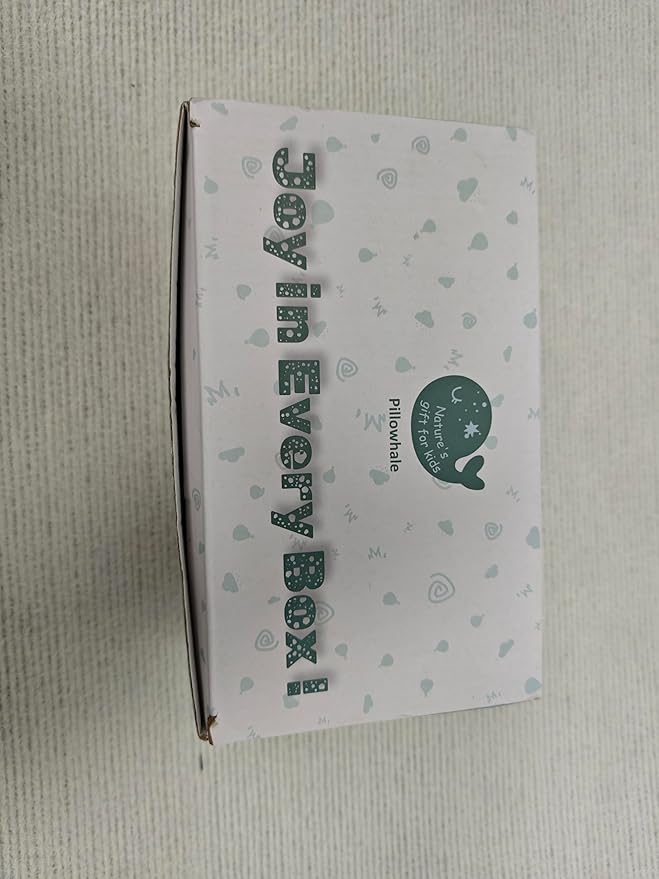 Nature's
gift for kids
Pillowhale
Joy in Every Box !